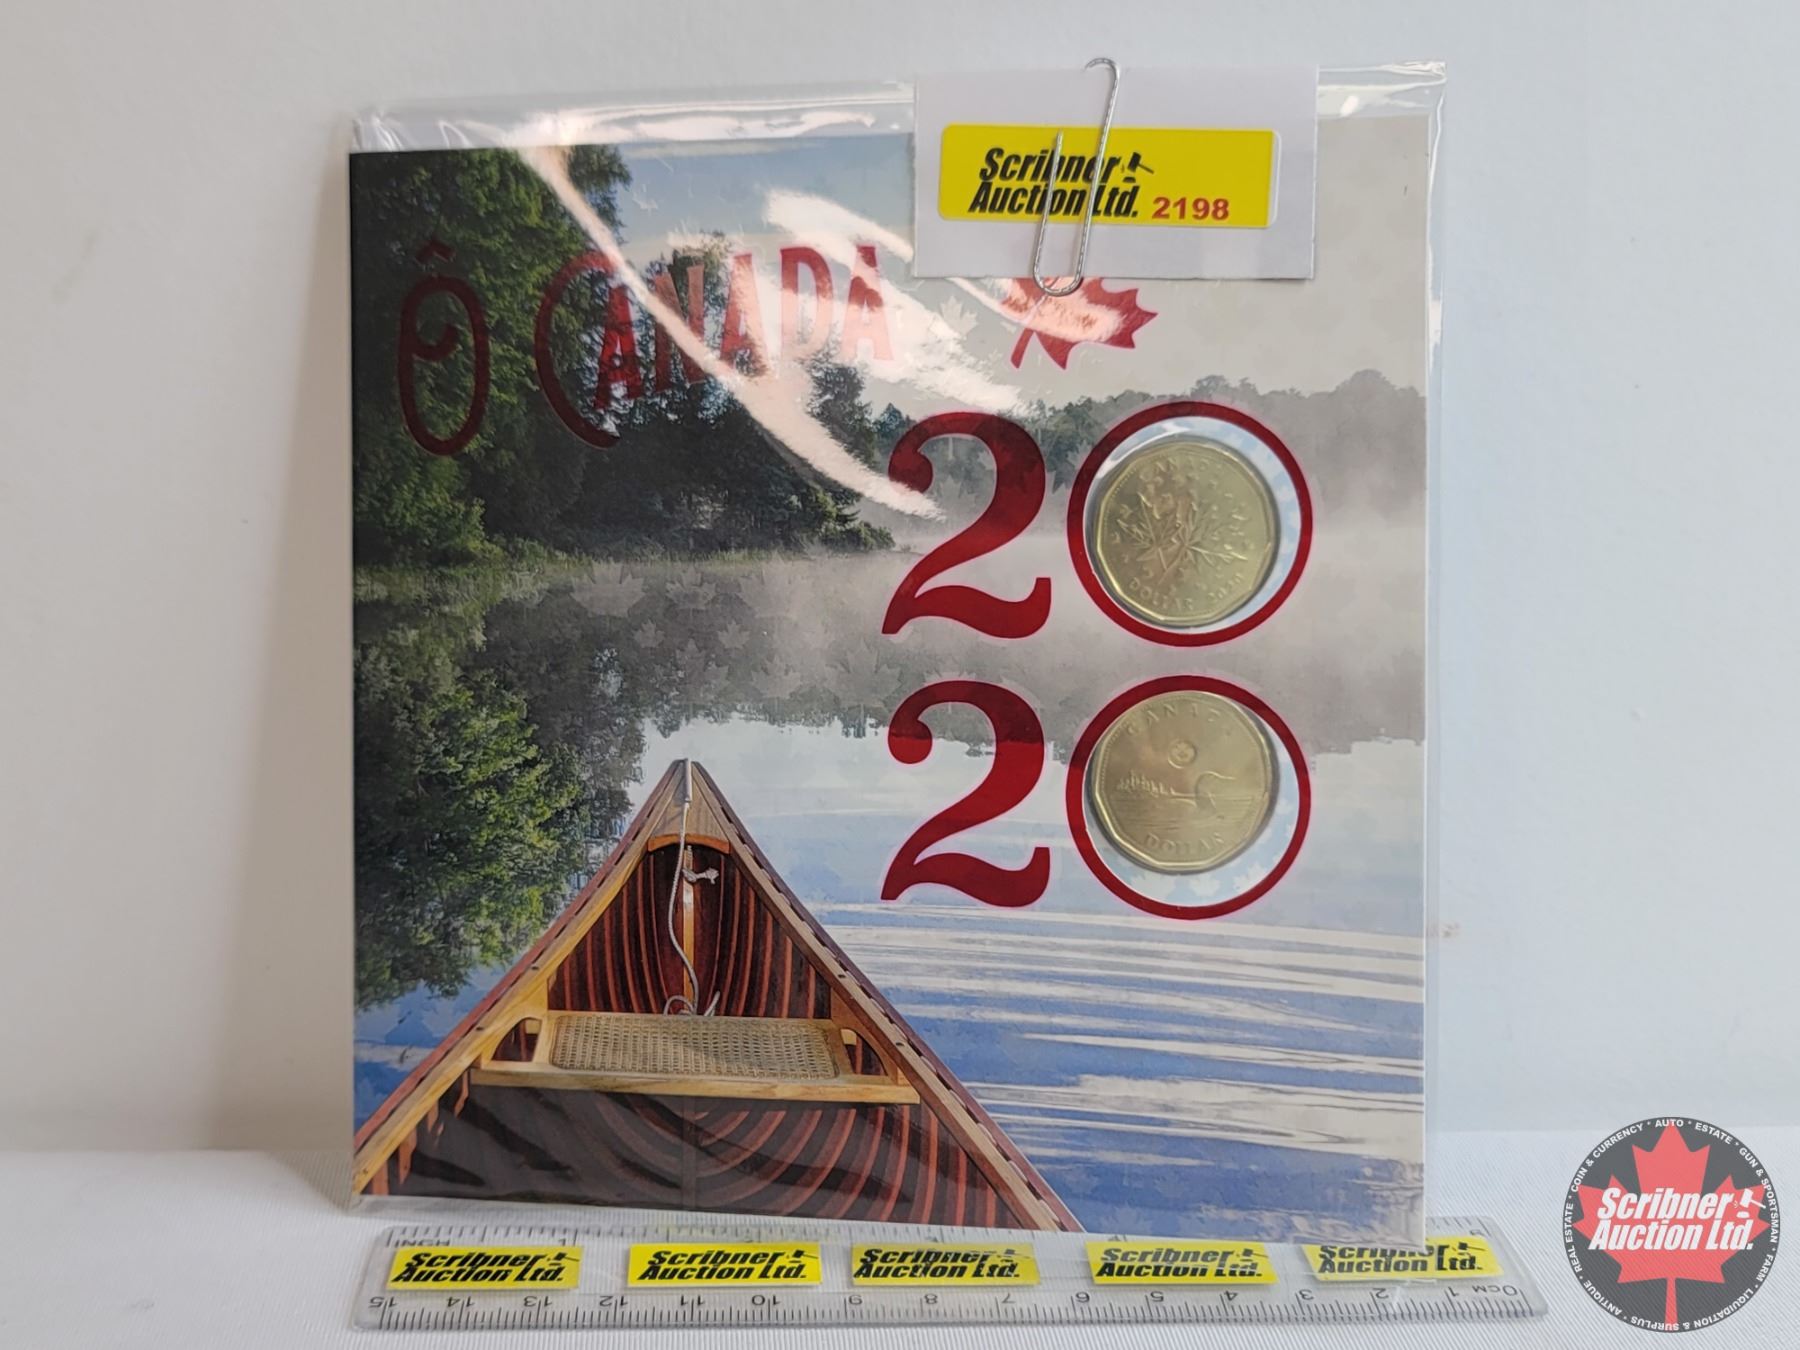 Scribner
Auction Ltd. 2198
Ô CANADA
20
CANADA
DOLLAR 2020
20
CANADA
DOLLAR
INCH 1
Scribner
Auction Ltd.
Scribner
Auction Ltd.
Scribner
Auction Ltd.
Scribner
Auction Ltd.
Scribner
Auction Ltd.
15 14 13 12 11 10 9 8 7 6 5 4 3 2 1 0CM
REAL ESTATE * COIN & CURRENCY * AUTO * ESTATE * GUN & SPORTSMAN * FARM * LIQUIDATION & SURPLUS * ANTIQUE *
Scribner
Auction Ltd.